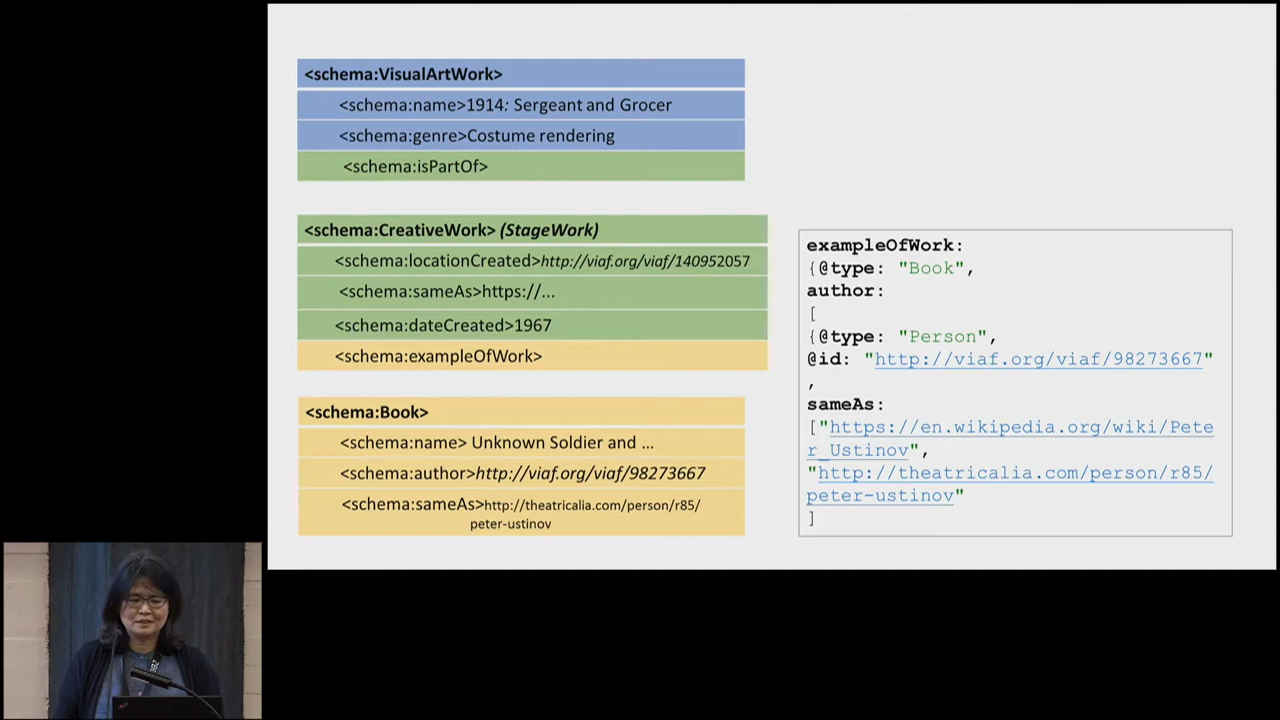 <schema:VisualArtWork>
<schema:name>1914: Sergeant and Grocer
<schema:genre>Costume rendering
<schema:isPartOf>
<schema:CreativeWork> (StageWork)
<schema:locationCreated>http://viaf.org/viaf/140952057
<schema:sameAs>https://...
<schema:dateCreated>1967
<schema:exampleOfWork>
<schema:Book>
<schema:name> Unknown Soldier and ...
<schema:author>http://viaf.org/viaf/98273667
<schema:sameAs>http://theatricalia.com/person/r85/
peter-ustinov
exampleOfWork:
{@type: "Book",
author:
[
{@type: "Person",
@id: "http://viaf.org/viaf/98273667"
,
sameAs:
["https://en.wikipedia.org/wiki/Pete
r_Ustinov",
"http://theatricalia.com/person/r85/
peter-ustinov"
]